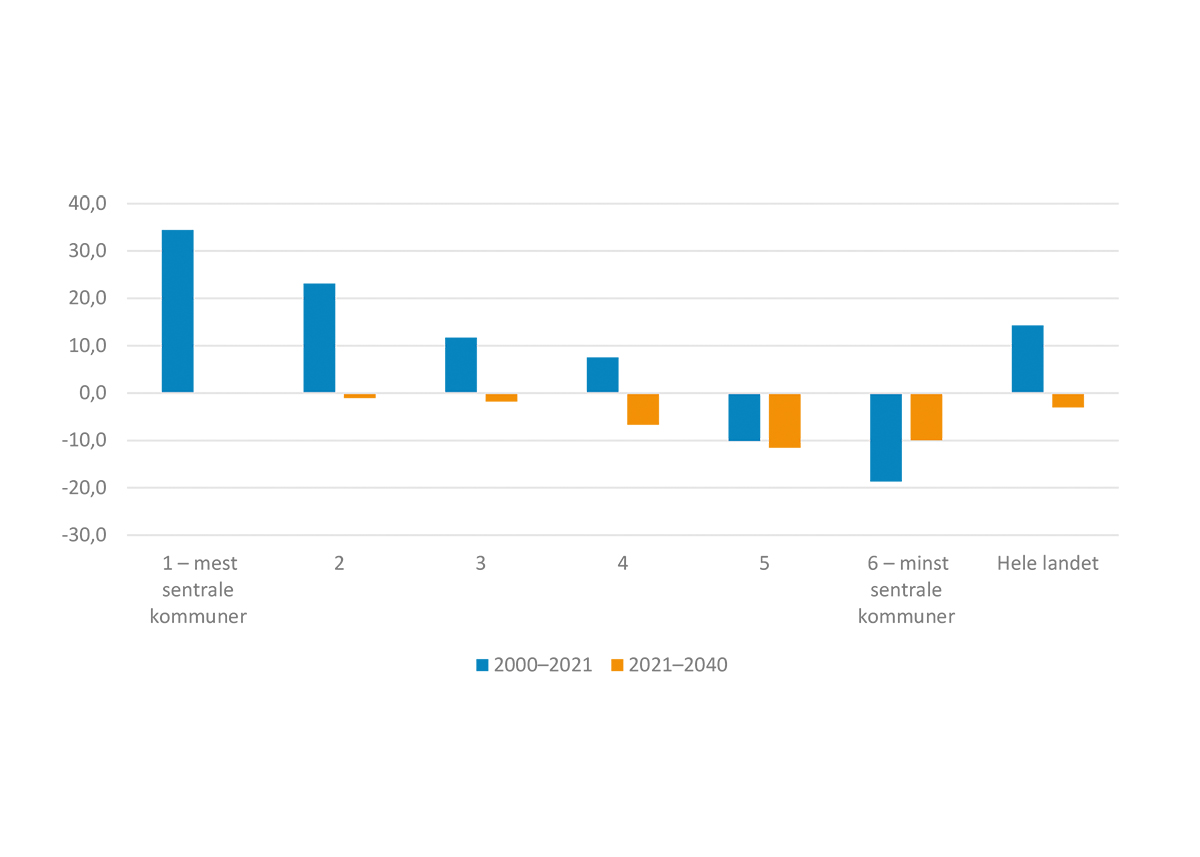 40,0
30,0
20,0
10,0
0,0
-10,0
-20,0
-30,0
1 – mest
sentrale
kommuner
2
3
4
5
6 – minst
sentrale
kommuner
Hele landet
2000–2021
2021–2040